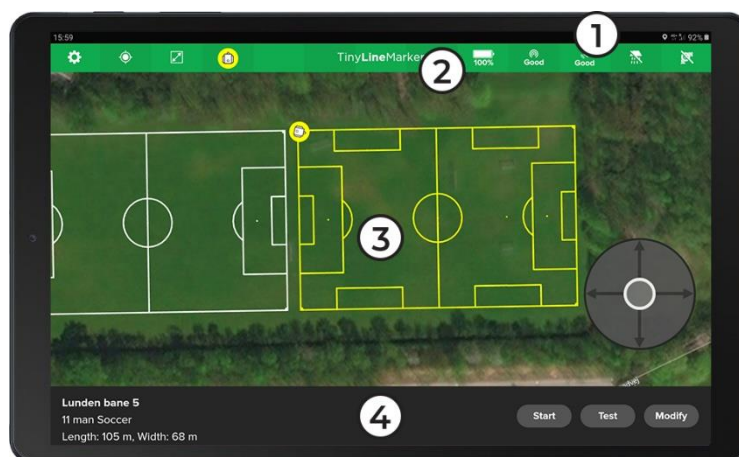 15:59
92%
1
TinyLineMarker
2
100%
Good
Good
3
Lunden bane 5
11 man Soccer
Length: 105 m, Width: 68 m
4
Start
Test
Modify